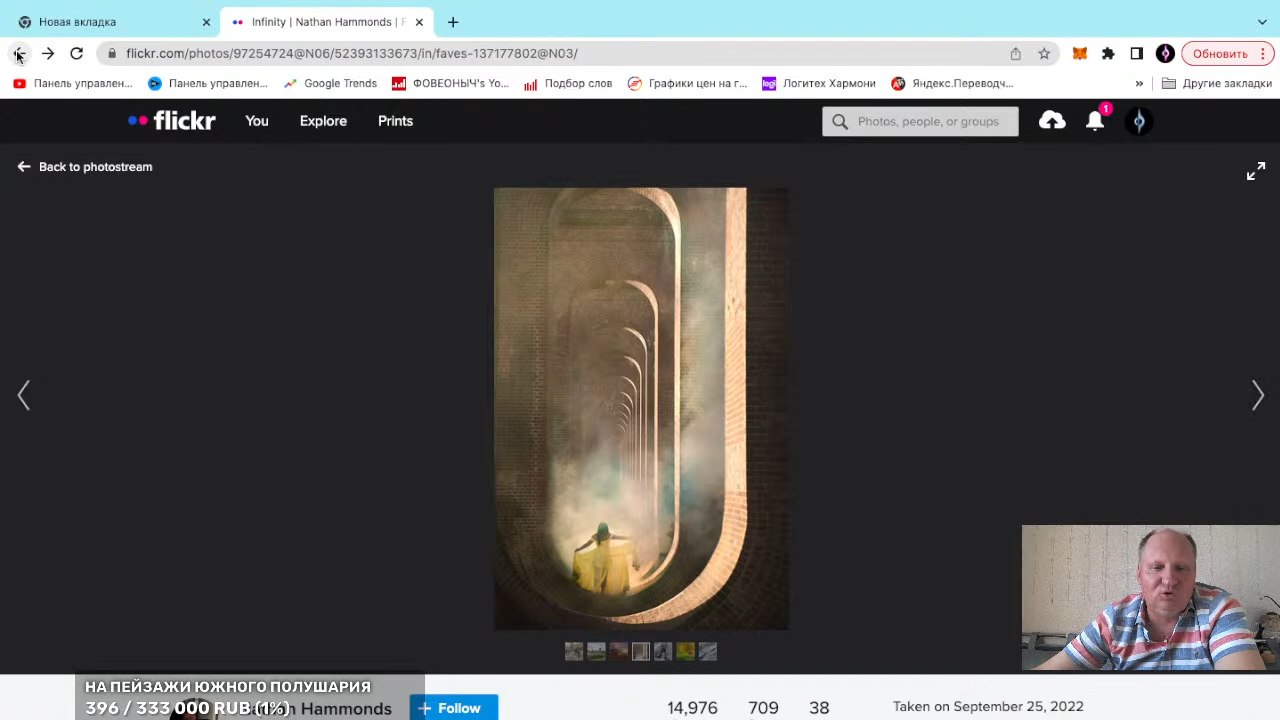 Новая вкладка
Infinity | Nathan Hammonds | F
flickr.com/photos/97254724@N06/52393133673/in/faves-137177802@N03/
Обновить
Панель управлен...
Панель управлен...
Google Trends
ФОВЕОНЫЧ's Yo...
Подбор слов
Графики цен на г...
logi
Логитех Хармони
Яндекс.Переводч...
»
Другие закладки
flickr
You
Explore
Prints
Photos, people, or groups
1
Back to photostream
НА ПЕЙЗАЖИ ЮЖНОГО ПОЛУШАРИЯ
396 / 333 000 RUB (1%)
n Hammonds
+ Follow
14,976
709
38
Taken on September 25, 2022